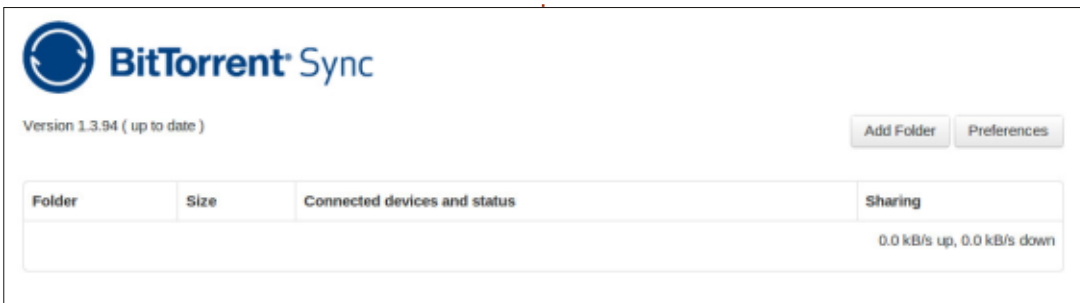 BitTorrent® Sync
Version 1.3.94 ( up to date )
Add Folder Preferences
Folder Size Connected devices and status Sharing
0.0 kB/s up, 0.0 kB/s down